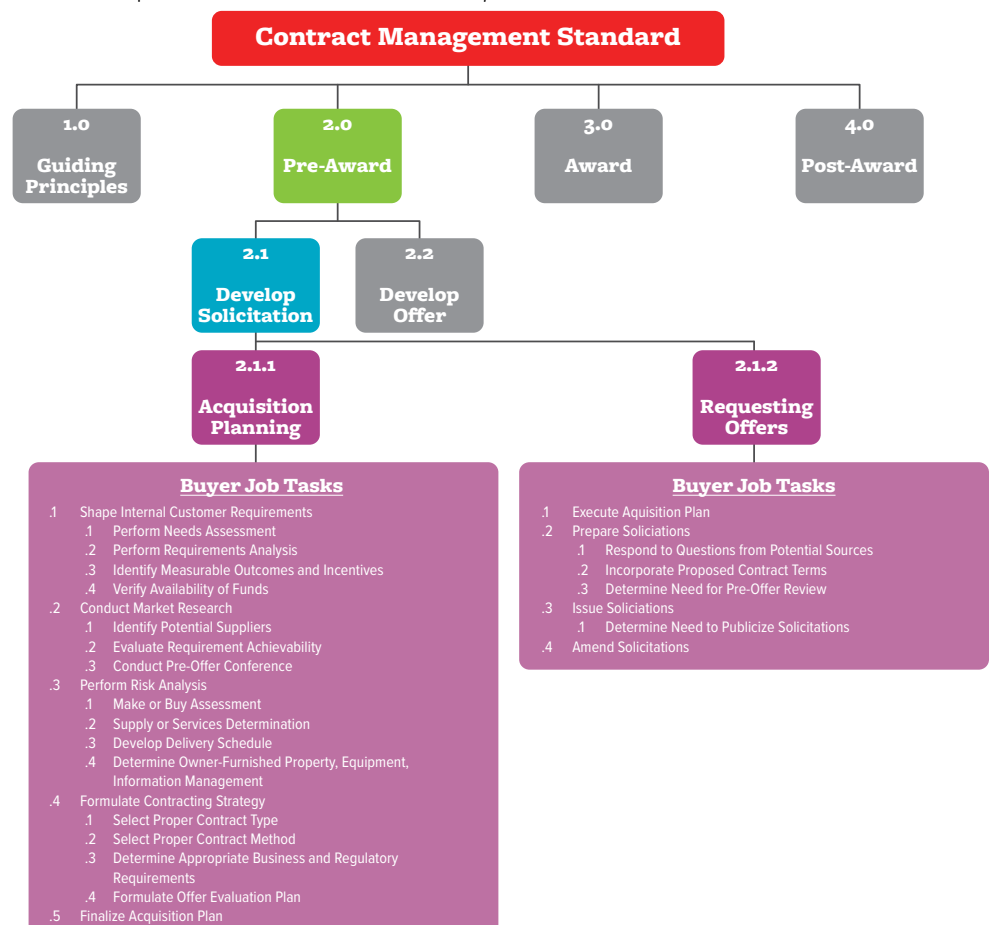 Contract Management Standard
1.0
Guiding
Principles
2.0
Pre-Award
3.0
Award
4.0
Post-Award
2.1
Develop
Solicitation
2.2
Develop
Offer
2.1.1
Acquisition
Planning
2.1.2
Requesting
Offers
Buyer Job Tasks
.1 Shape Internal Customer Requirements
.1 Perform Needs Assessment
.2 Perform Requirements Analysis
.3 Identify Measurable Outcomes and Incentives
.4 Verify Availability of Funds
.2 Conduct Market Research
.1 Identify Potential Suppliers
.2 Evaluate Requirement Achievability
.3 Conduct Pre-Offer Conference
.3 Perform Risk Analysis
.1 Make or Buy Assessment
.2 Supply or Services Determination
.3 Develop Delivery Schedule
.4 Determine Owner-Furnished Property, Equipment,
Information Management
.4 Formulate Contracting Strategy
.1 Select Proper Contract Type
.2 Select Proper Contract Method
.3 Determine Appropriate Business and Regulatory
Requirements
.4 Formulate Offer Evaluation Plan
.5 Finalize Acquisition Plan
Buyer Job Tasks
.1 Execute Aquisition Plan
.2 Prepare Soliciations
.1 Respond to Questions from Potential Sources
.2 Incorporate Proposed Contract Terms
.3 Determine Need for Pre-Offer Review
.3 Issue Soliciations
.1 Determine Need to Publicize Solicitations
.4 Amend Solicitations